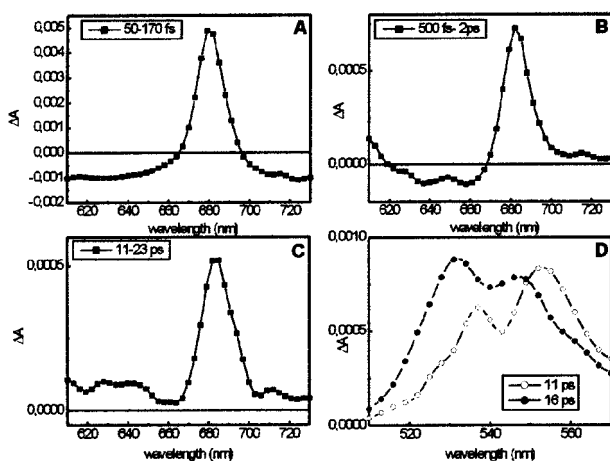 A
50-170 fs
0,005
0,004
0,003
0,002
0,001
0,000
-0,001
-0,002
ΔA
620 640 660 680 700 720
wavelength (nm)
B
500 fs- 2ps
0,0005
0,0000
ΔA
620 640 660 680 700 720
wavelength (nm)
C
11-23 ps
0,0005
0,0000
ΔA
620 640 660 680 700 720
wavelength (nm)
D
0,0010
0,0005
0,0000
ΔA
11 ps
16 ps
520 540 560
wavelength (nm)